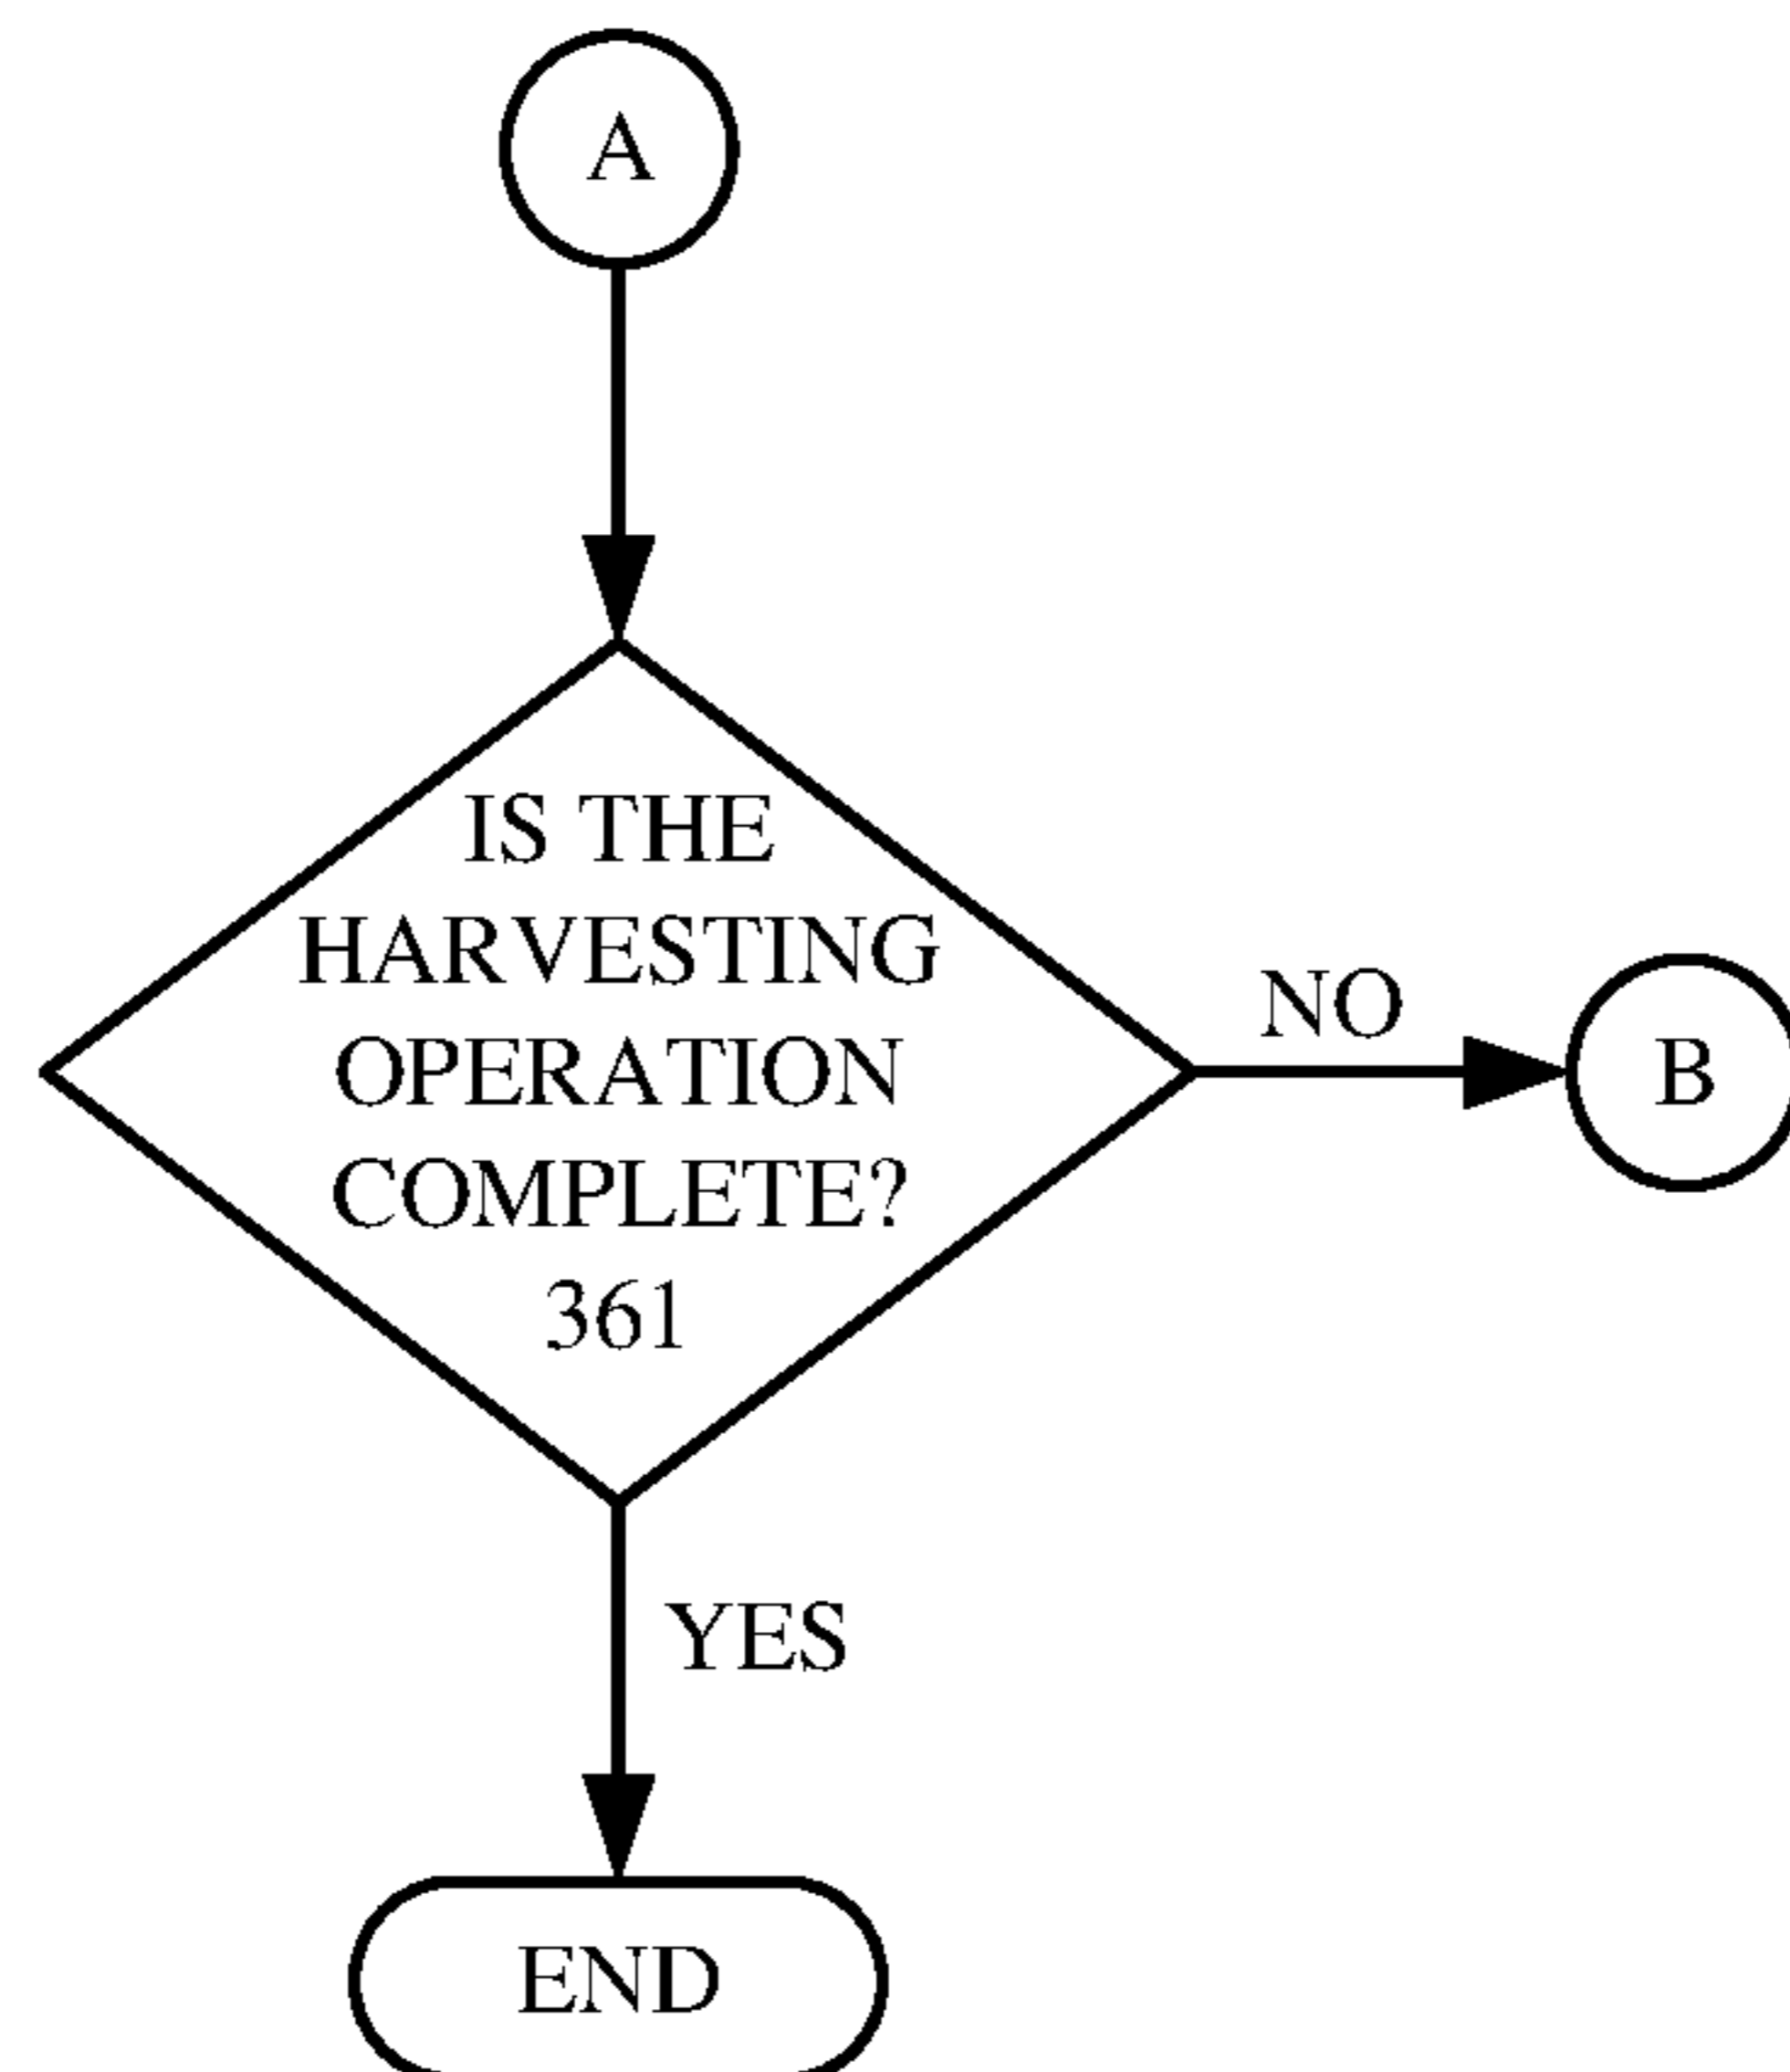 A
IS THE
HARVESTING
OPERATION
COMPLETE?
361
NO
B
YES
END